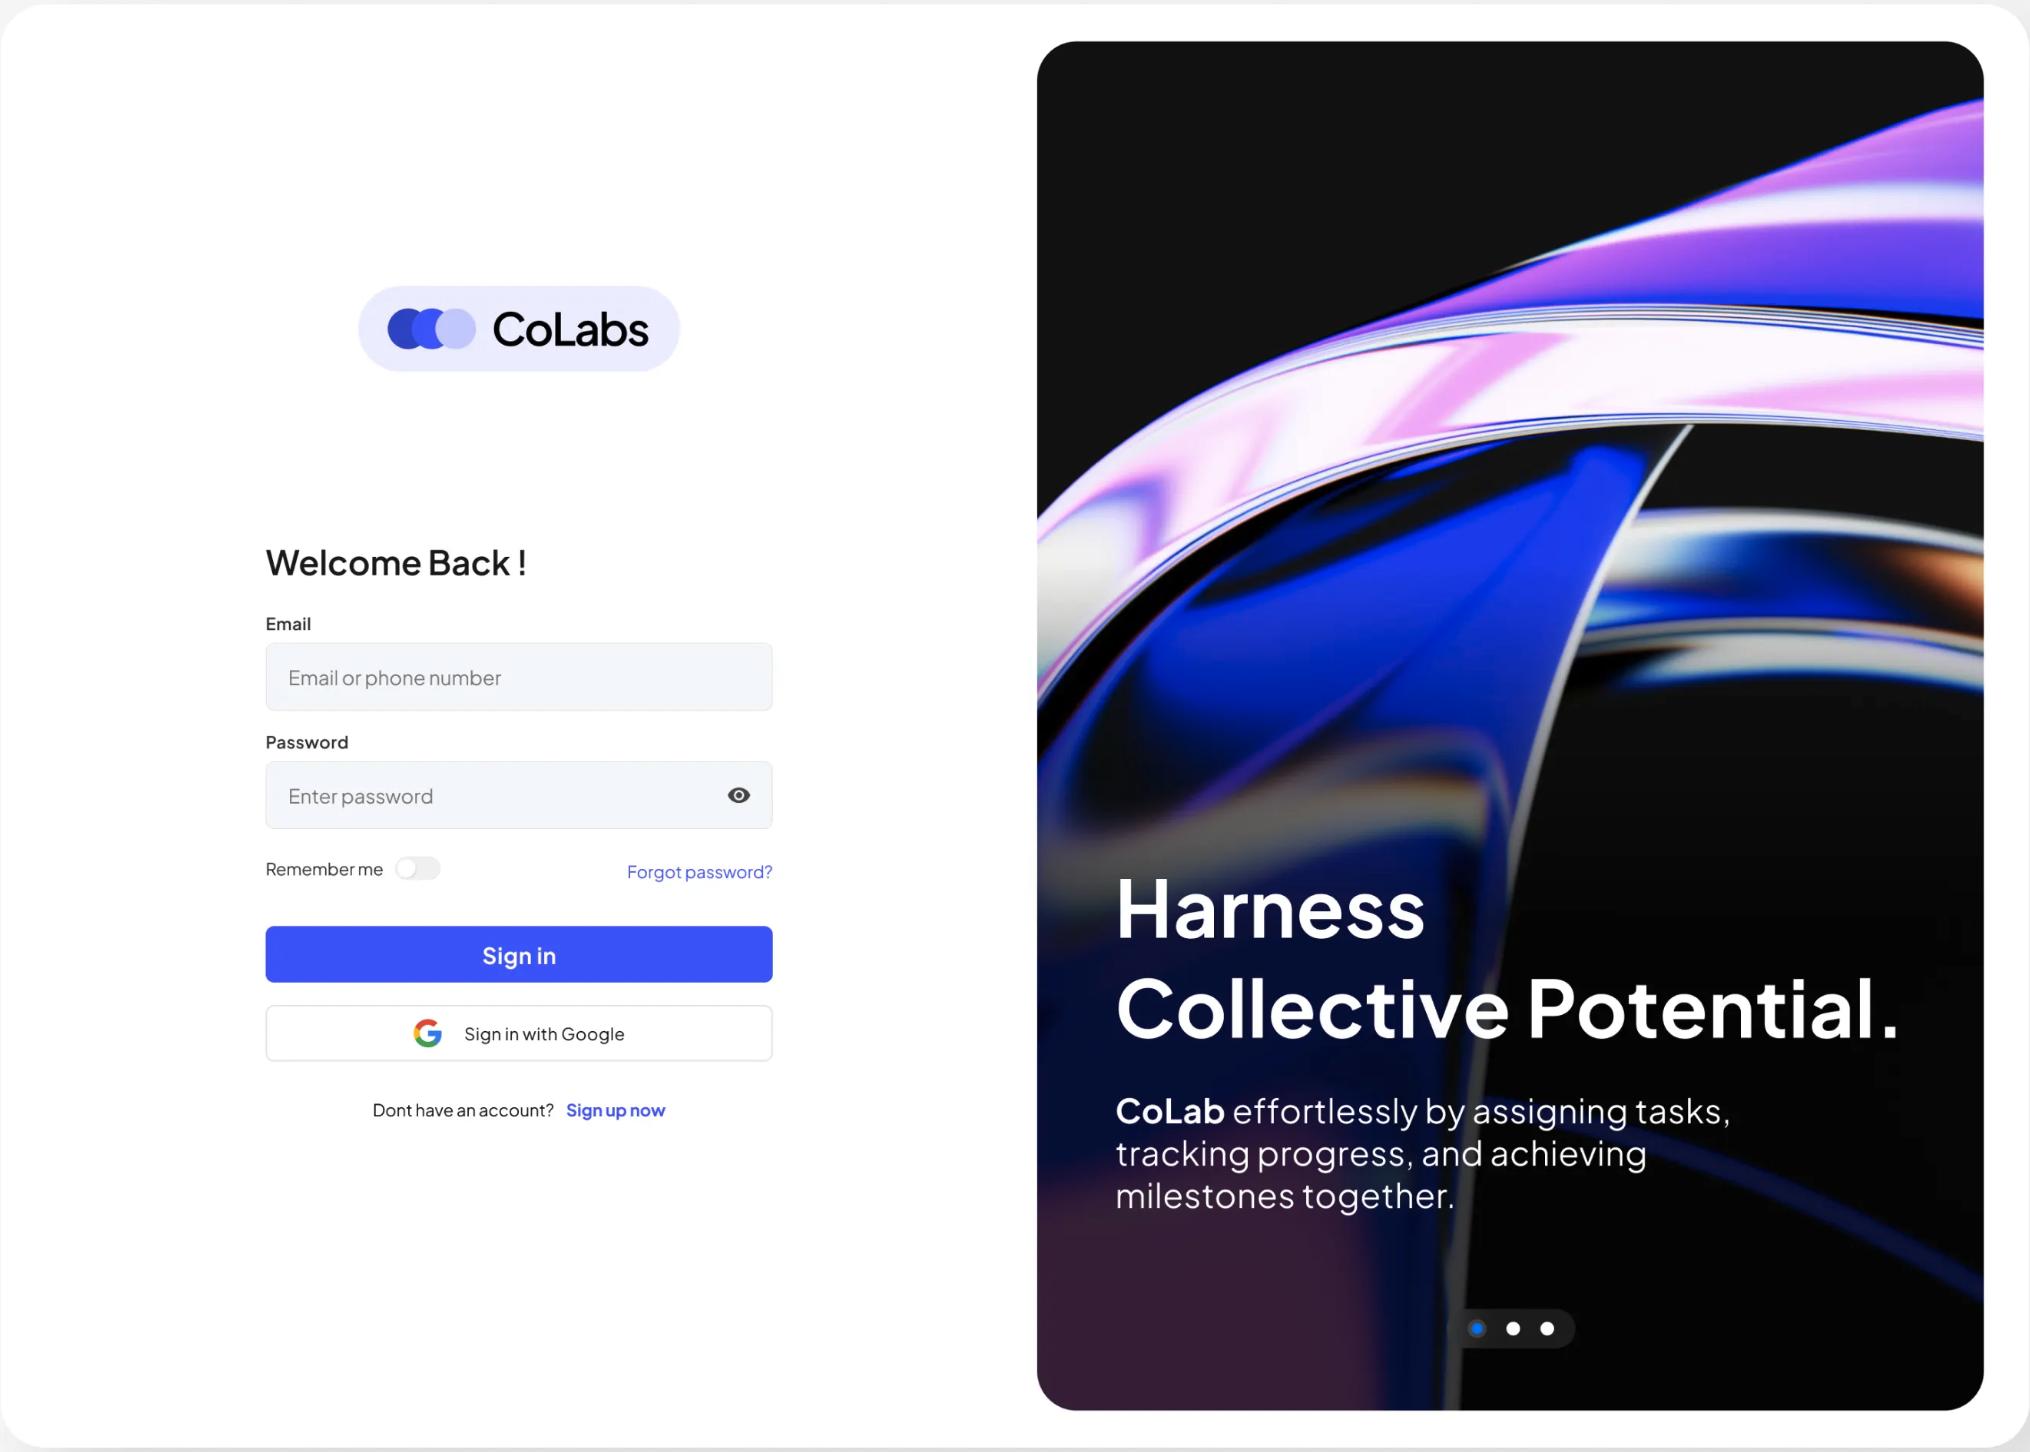 CoLabs
Welcome Back !
Email
Email or phone number
Password
Enter password
Remember me
Forgot password?
Sign in
Sign in with Google
Dont have an account? Sign up now
Harness
Collective Potential.
CoLab effortlessly by assigning tasks,
tracking progress, and achieving
milestones together.